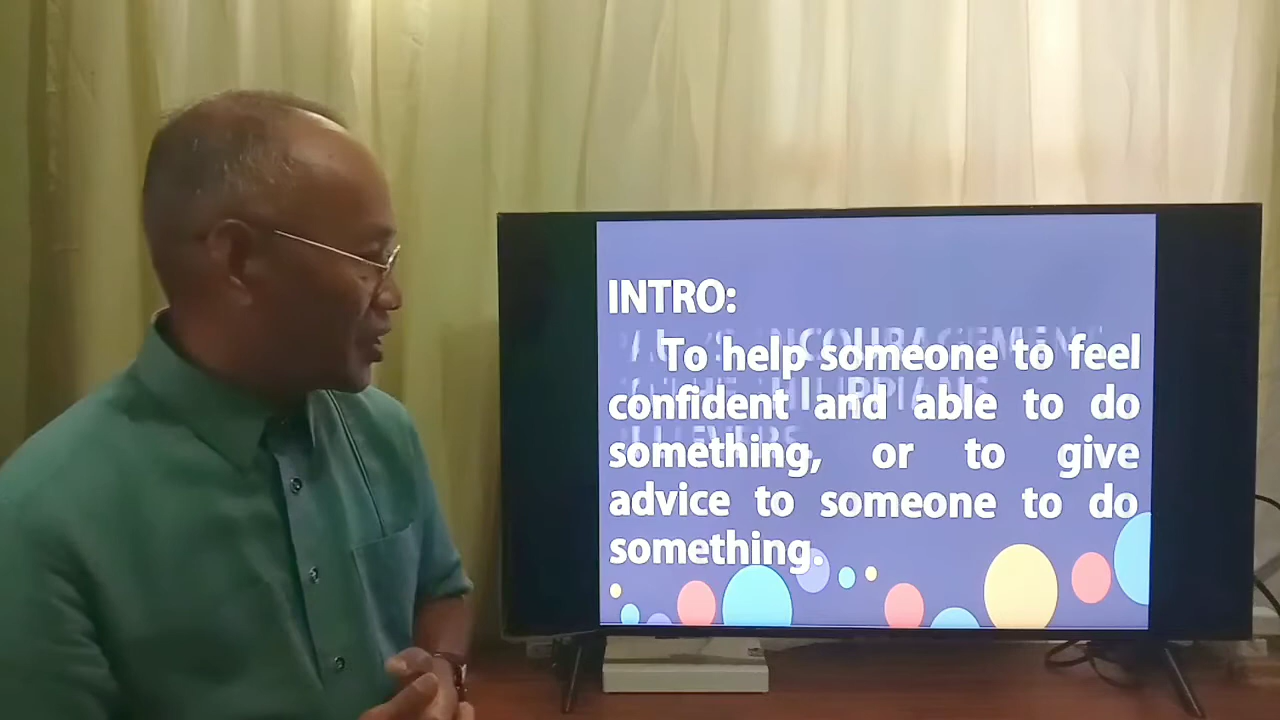 INTRO:
To help someone to feel
confident and able to do
something, or to give
advice to someone to do
something.